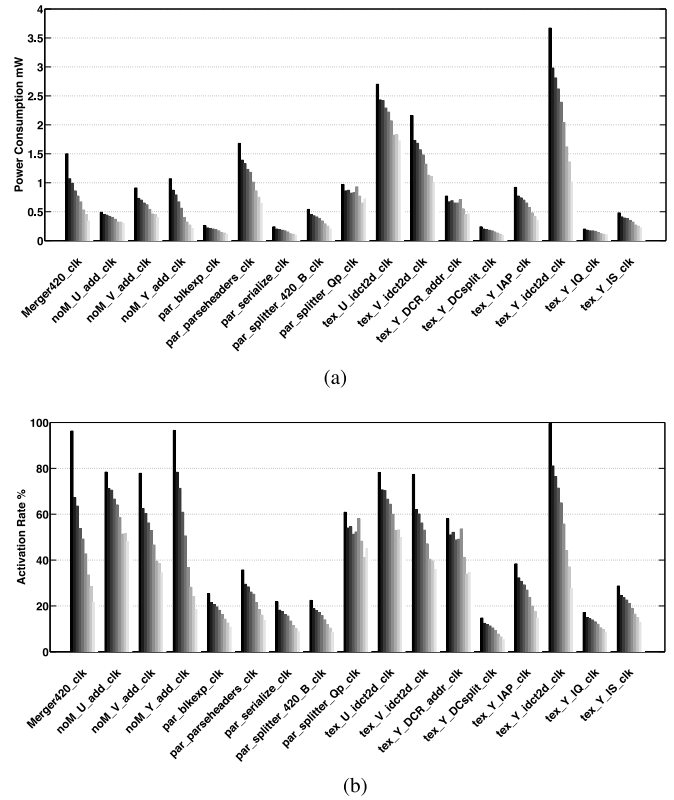 4
3.5
3
2.5
2
1.5
1
0.5
0
Power Consumption mW
Merger420_clk
noM_U_add_clk
noM_V_add_clk
noM_Y_add_clk
par_blkexp_clk
par_parseheaders_clk
par_serialize_clk
par_splitter_420_B_clk
par_splitter_Qp_clk
tex_U_idct2d_clk
tex_V_idct2d_clk
tex_Y_DCR_addr_clk
tex_Y_DCsplit_clk
tex_Y_IAP_clk
tex_Y_idct2d_clk
tex_Y_IQ_clk
tex_Y_IS_clk
(a)
100
80
60
40
20
0
Activation Rate %
Merger420_clk
noM_U_add_clk
noM_V_add_clk
noM_Y_add_clk
par_blkexp_clk
par_parseheaders_clk
par_serialize_clk
par_splitter_420_B_clk
par_splitter_Qp_clk
tex_U_idct2d_clk
tex_V_idct2d_clk
tex_Y_DCR_addr_clk
tex_Y_DCsplit_clk
tex_Y_IAP_clk
tex_Y_idct2d_clk
tex_Y_IQ_clk
tex_Y_IS_clk
(b)